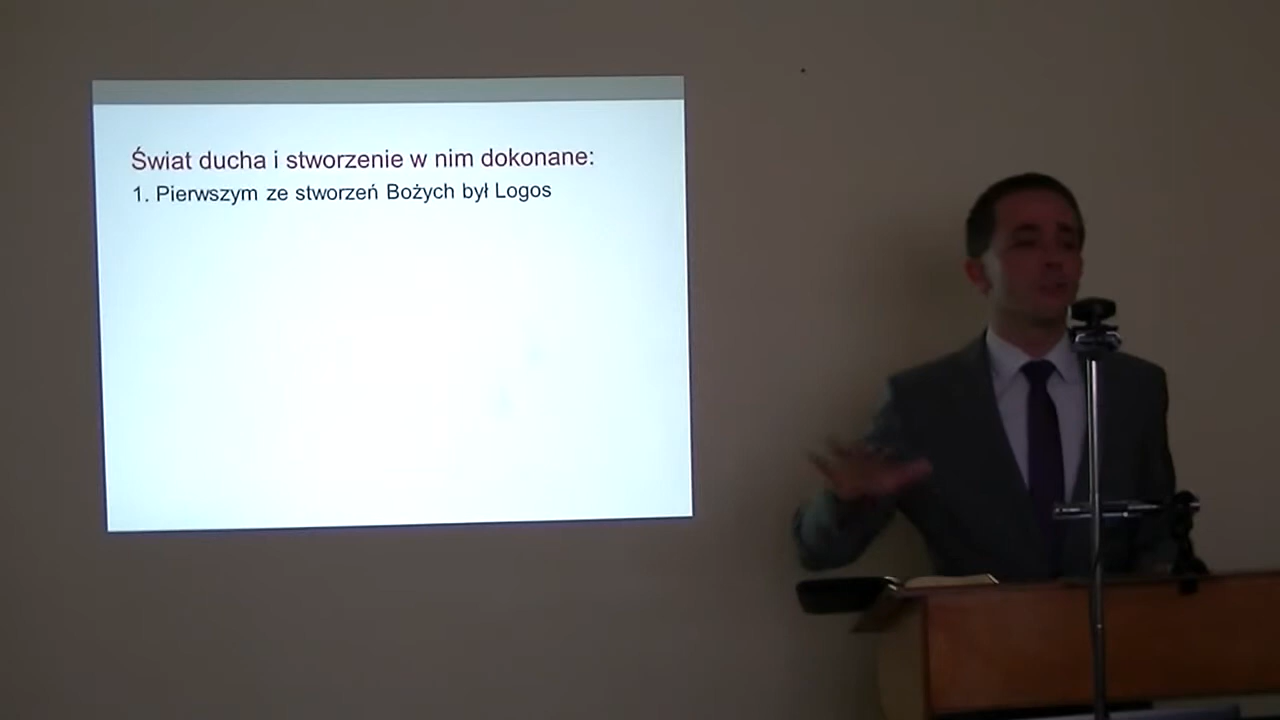 Świat ducha i stworzenie w nim dokonane:
1. Pierwszym ze stworzeń Bożych był Logos